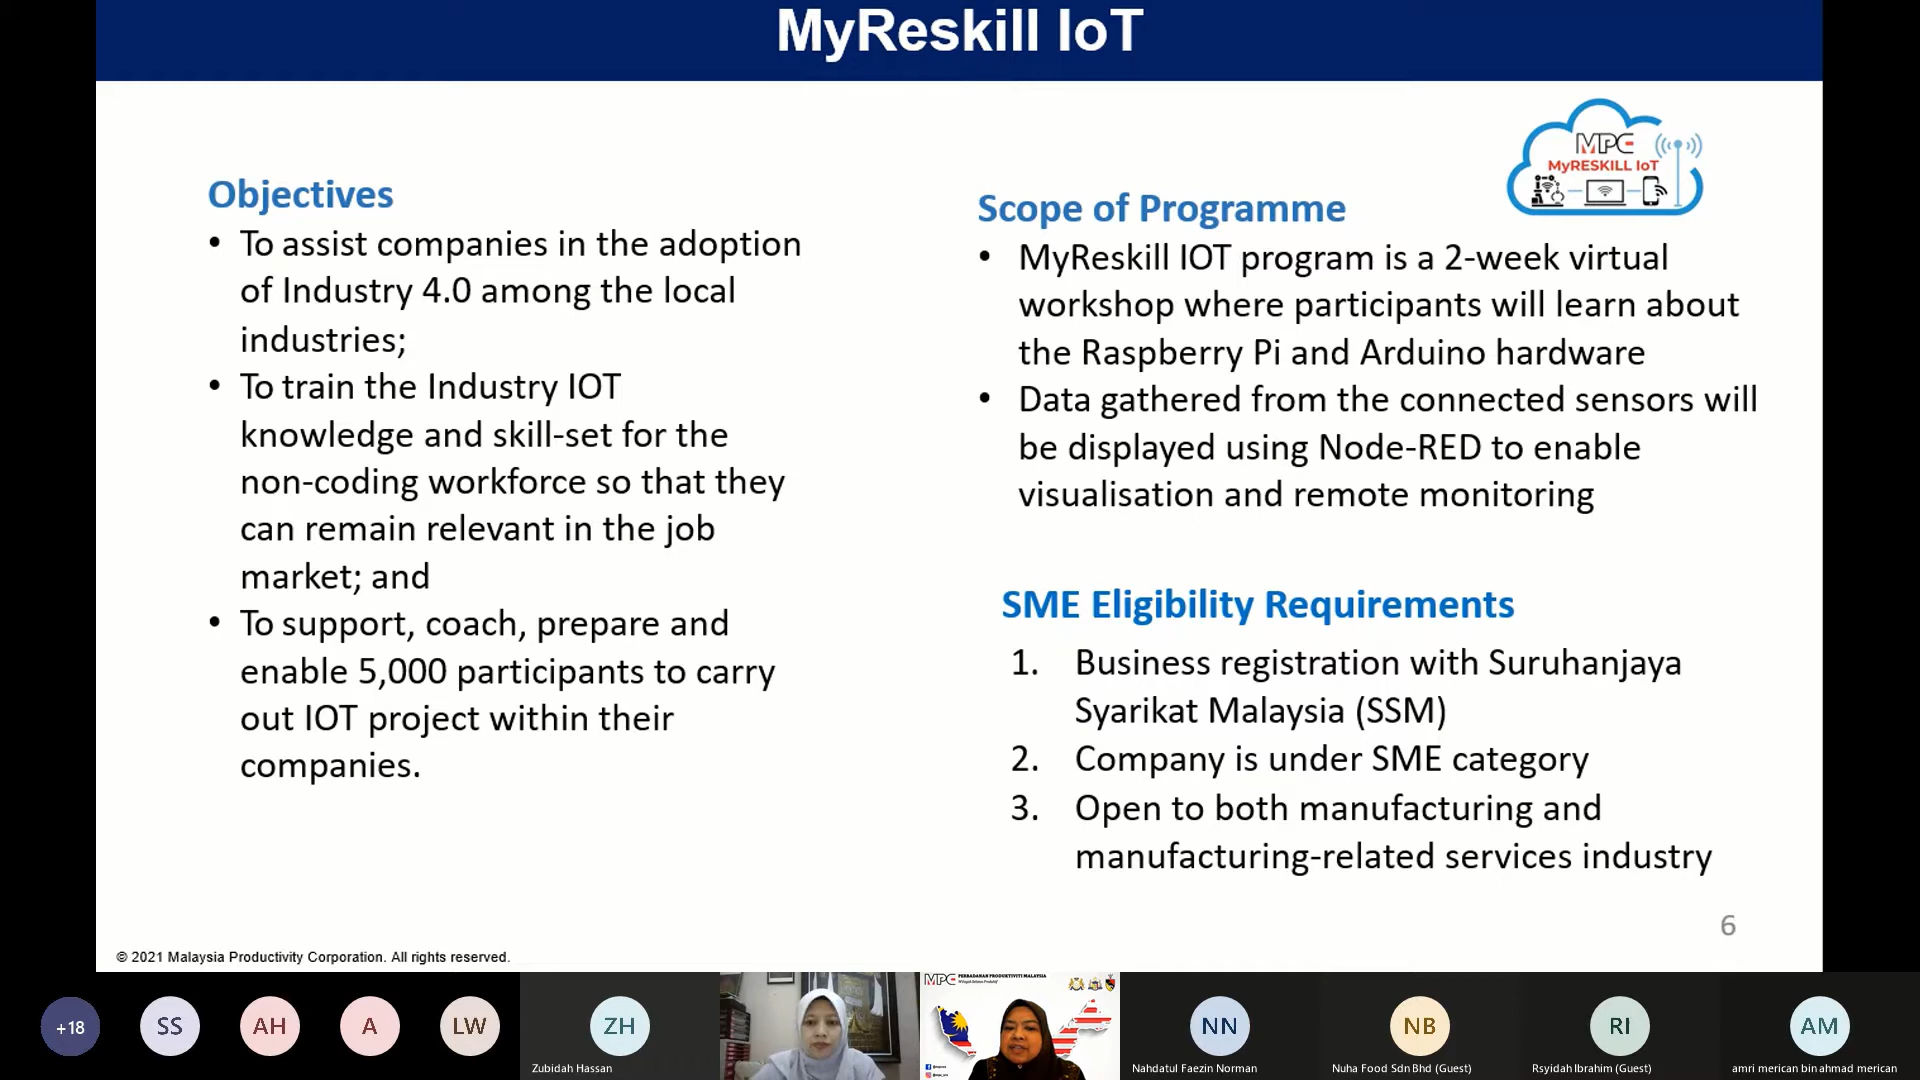 MyReskill IoT
MPC
MyRESKILL IoT
Objectives
• To assist companies in the adoption
of Industry 4.0 among the local
industries;
• To train the Industry IOT
knowledge and skill-set for the
non-coding workforce so that they
can remain relevant in the job
market; and
• To support, coach, prepare and
enable 5,000 participants to carry
out IOT project within their
companies.
Scope of Programme
• MyReskill IOT program is a 2-week virtual
workshop where participants will learn about
the Raspberry Pi and Arduino hardware
• Data gathered from the connected sensors will
be displayed using Node-RED to enable
visualisation and remote monitoring
SME Eligibility Requirements
1. Business registration with Suruhanjaya
Syarikat Malaysia (SSM)
2. Company is under SME category
3. Open to both manufacturing and
manufacturing-related services industry
6
© 2021 Malaysia Productivity Corporation. All rights reserved.
+18
SS
AH
A
LW
ZH
Zubidah Hassan
MPC PERBADANAN PRODUKTIVITI MALAYSIA
NN
Nahdatul Faezin Norman
NB
Nuha Food Sdn Bhd (Guest)
RI
Rsyidah Ibrahim (Guest)
AM
amri merican bin ahmad merican